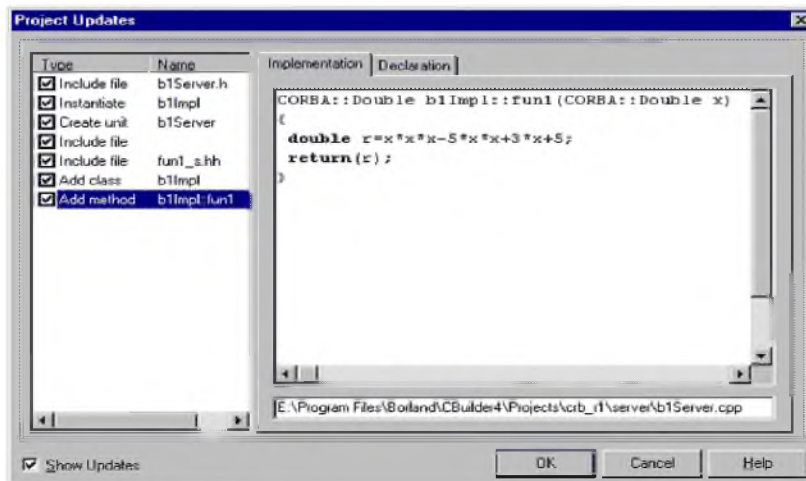 Project Updates
Type Name
Include file b1Server.h
Instantiate b1Impl
Create unit b1Server
Include file
Include file fun1_s.hh
Add class b1Impl
Add method b1Impl::fun1
Implementation Declaration
CORBA::Double b1Impl::fun1(CORBA::Double x)
{
double r=x*x*x-5*x*x+3*x+5;
return(r);
}
E:\Program Files\Borland\CBuilder4\Projects\crb_r1\server\b1Server.cpp
Show Updates
OK Cancel Help